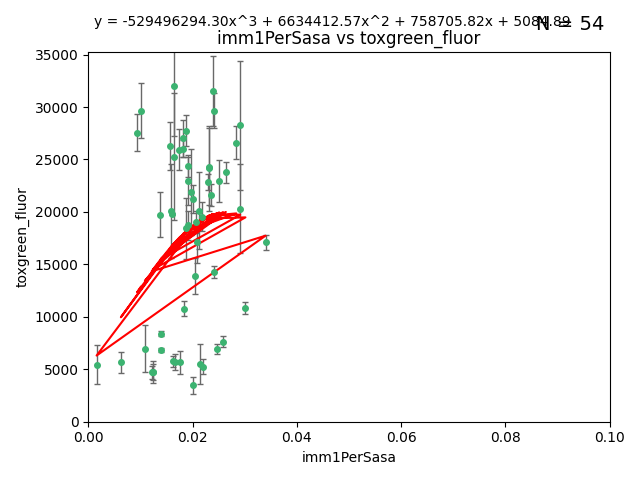 y = -529496294.30x^3 + 6634412.57x^2 + 758705.82x + 5084.89
N = 54
imm1PerSasa vs toxgreen_fluor
35000
30000
25000
20000
15000
10000
5000
0
toxgreen_fluor
0.00 0.02 0.04 0.06 0.08 0.10
imm1PerSasa